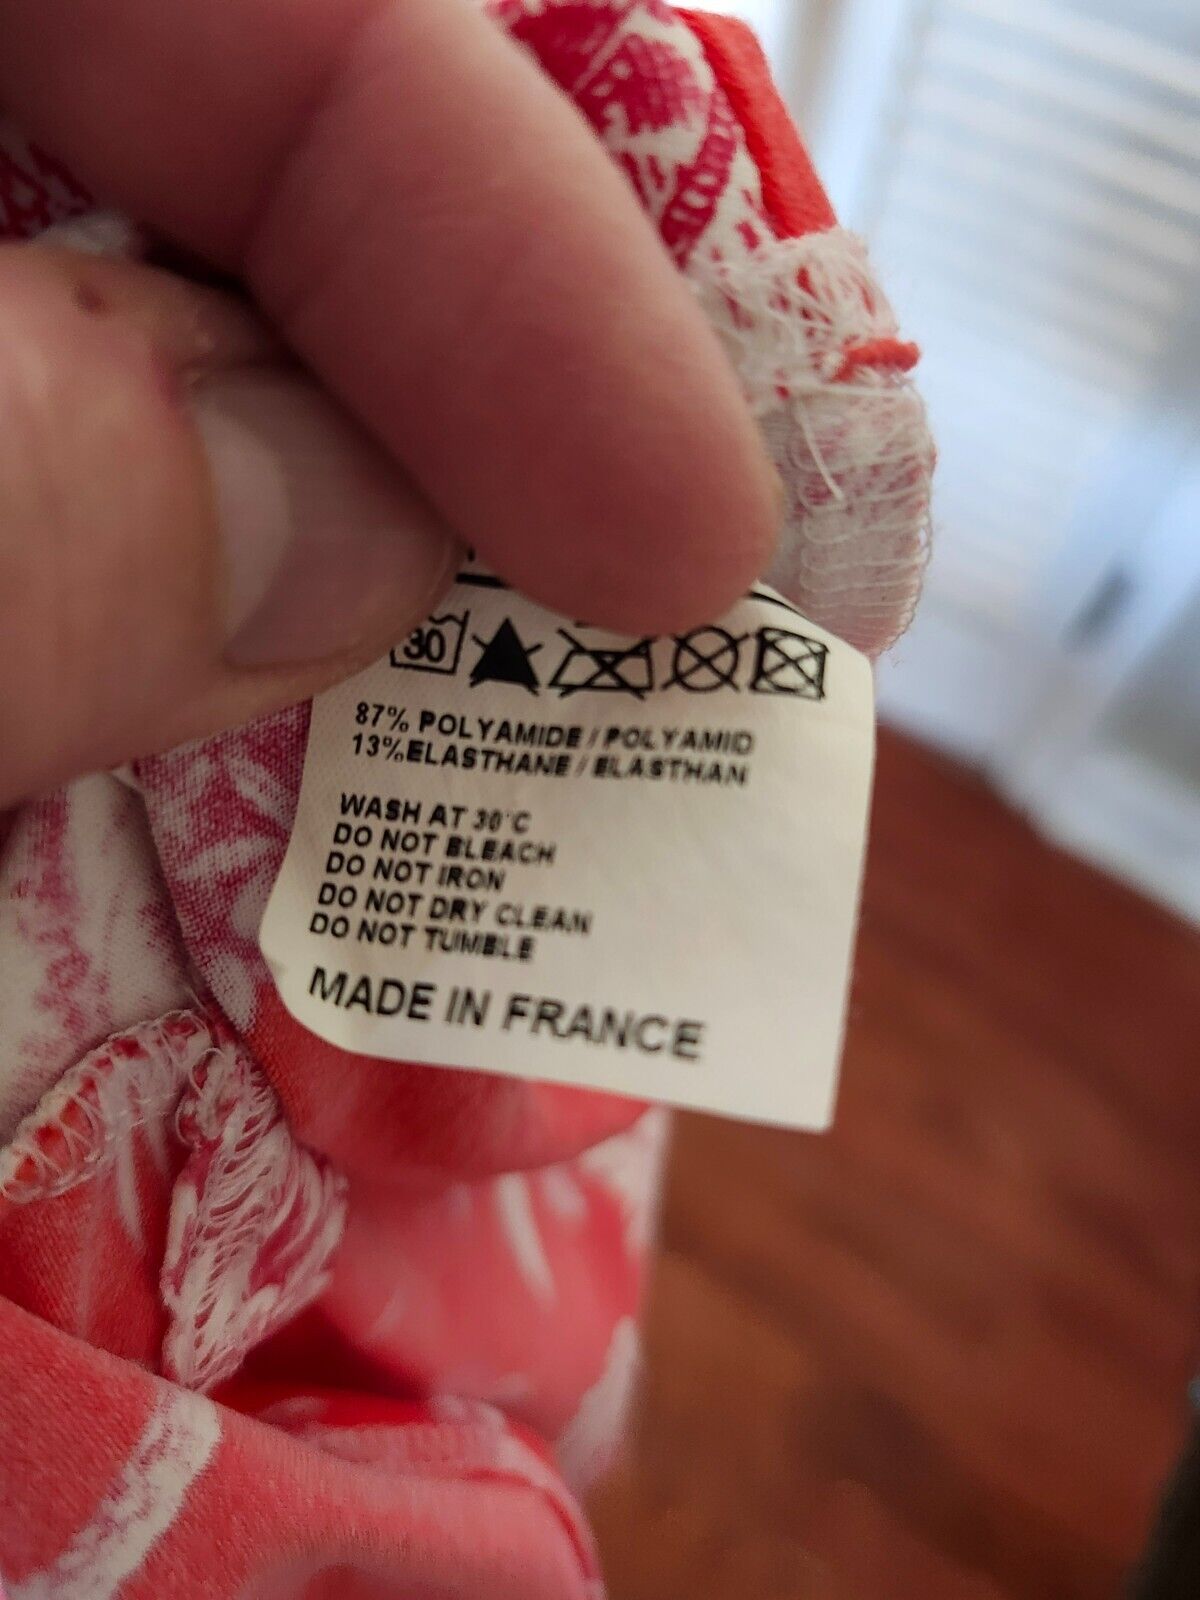 30
87% POLYAMIDE / POLYAMID
13%ELASTHANE / ELASTHAN
WASH AT 30°C
DO NOT BLEACH
DO NOT IRON
DO NOT DRY CLEAN
DO NOT TUMBLE
MADE IN FRANCE